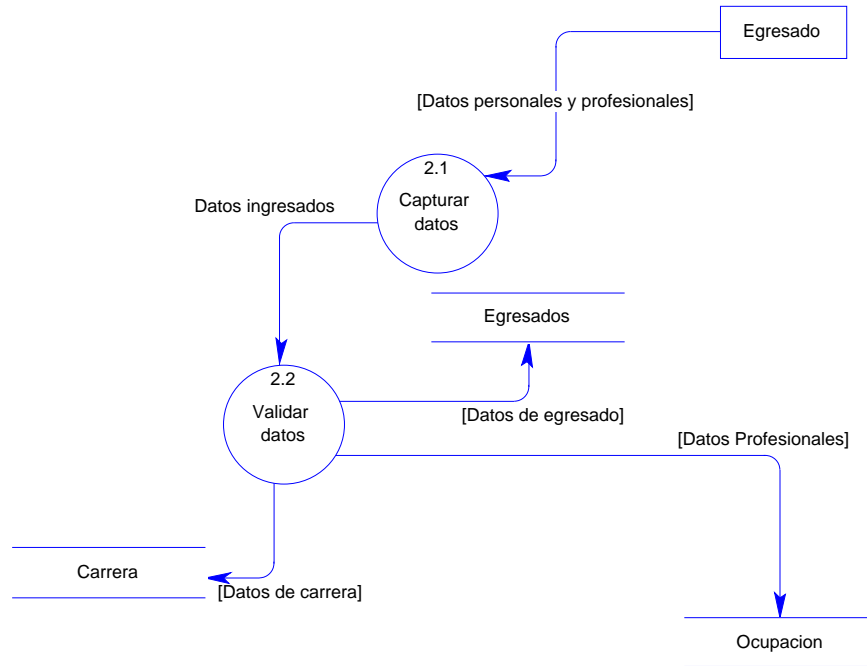 Egresado
[Datos personales y profesionales]
2.1
Capturar
datos
Datos ingresados
Egresados
2.2
Validar
datos
[Datos de egresado]
[Datos Profesionales]
Carrera
[Datos de carrera]
Ocupacion